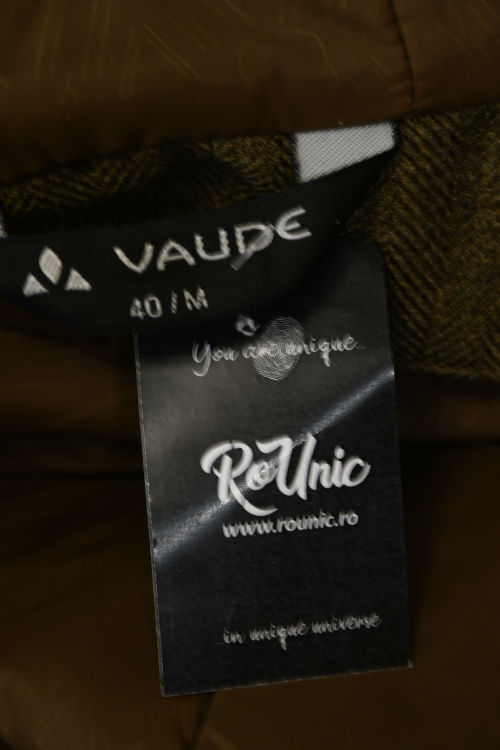 VAUDE
40 / M
You are unique...
RoUnic
www.rounic.ro
in unique universe